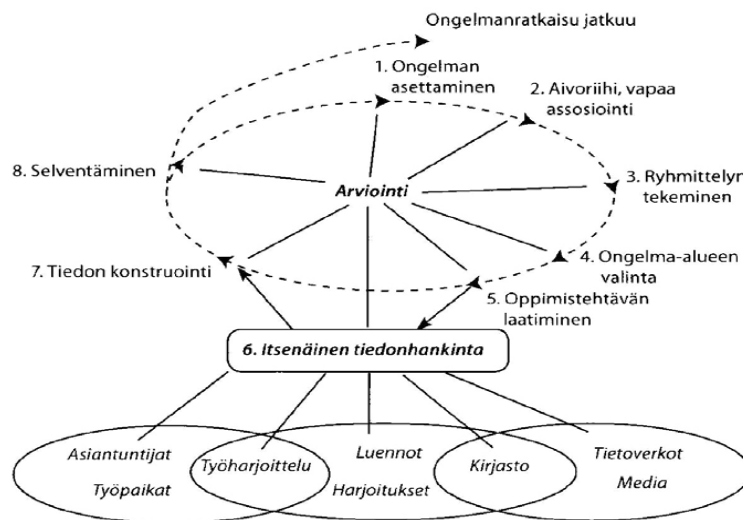 Ongelmanratkaisu jatkuu
1. Ongelman
asettaminen
2. Aivoriihi, vapaa
assosiointi
3. Ryhmittelyn
tekeminen
4. Ongelma-alueen
valinta
5. Oppimistehtävän
laatiminen
6. Itsenäinen tiedonhankinta
7. Tiedon konstruointi
8. Selventäminen
Arviointi
Asiantuntijat
Työpaikat
Työharjoittelu
Luennot
Harjoitukset
Kirjasto
Tietoverkot
Media